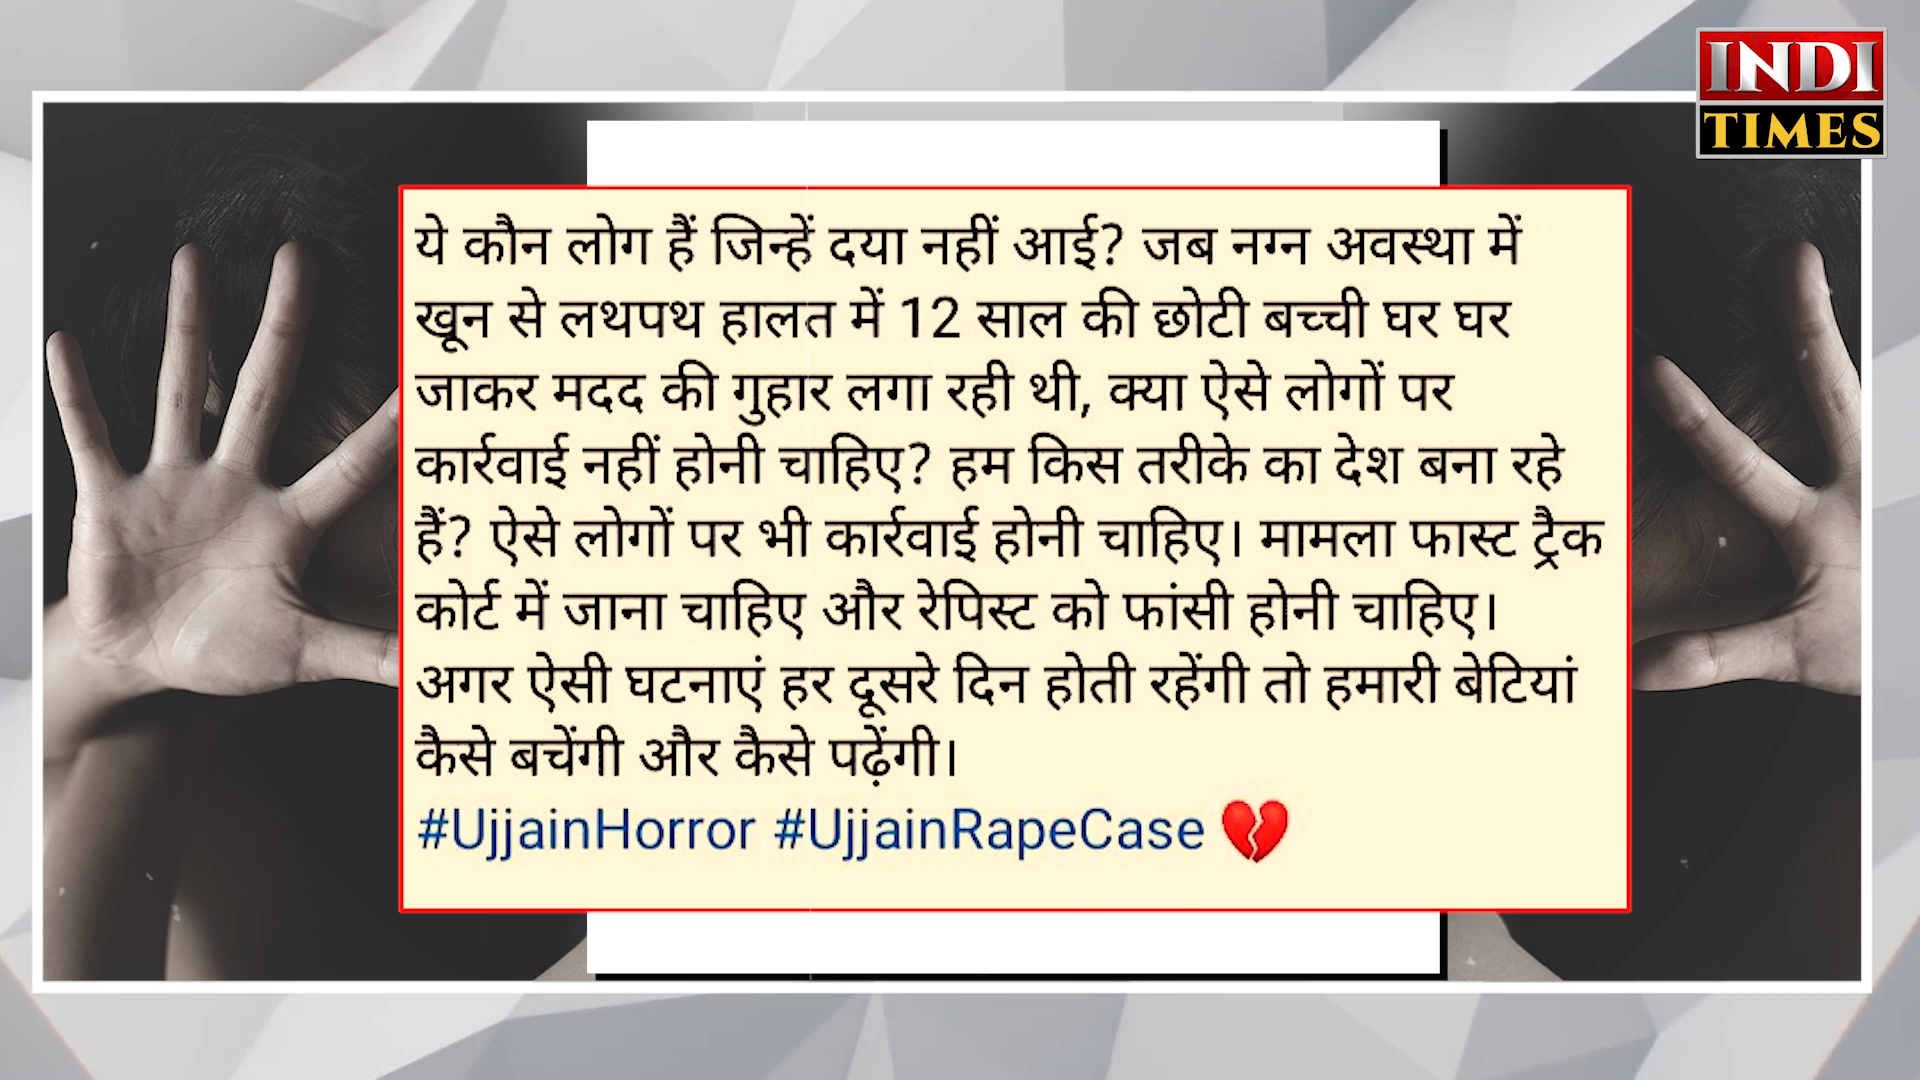 INDI
TIMES
ये कौन लोग हैं जिन्हें दया नहीं आई? जब नग्न अवस्था में
खून से लथपथ हालत में 12 साल की छोटी बच्ची घर घर
जाकर मदद की गुहार लगा रही थी, क्या ऐसे लोगों पर
कार्रवाई नहीं होनी चाहिए? हम किस तरीके का देश बना रहे
हैं? ऐसे लोगों पर भी कार्रवाई होनी चाहिए। मामला फास्ट ट्रैक
कोर्ट में जाना चाहिए और रेपिस्ट को फांसी होनी चाहिए।
अगर ऐसी घटनाएं हर दूसरे दिन होती रहेंगी तो हमारी बेटियां
कैसे बचेंगी और कैसे पढ़ेंगी।
#UjjainHorror #UjjainRapeCase 💔